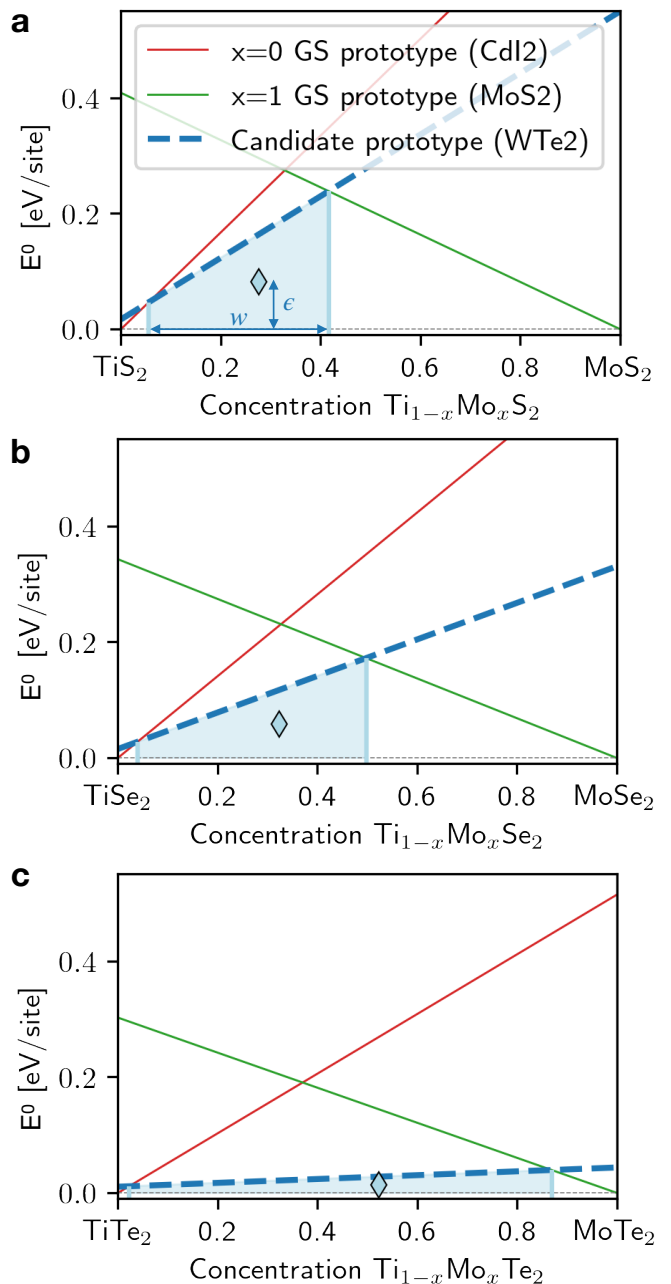 a
x=0 GS prototype (CdI2)
x=1 GS prototype (MoS2)
Candidate prototype (WTe2)
E⁰ [eV/site]
0.4
0.2
0.0
w
ϵ
TiS₂ 0.2 0.4 0.6 0.8 MoS₂
Concentration Ti₁₋ₓMoₓS₂
b
E⁰ [eV/site]
0.4
0.2
0.0
TiSe₂ 0.2 0.4 0.6 0.8 MoSe₂
Concentration Ti₁₋ₓMoₓSe₂
c
E⁰ [eV/site]
0.4
0.2
0.0
TiTe₂ 0.2 0.4 0.6 0.8 MoTe₂
Concentration Ti₁₋ₓMoₓTe₂